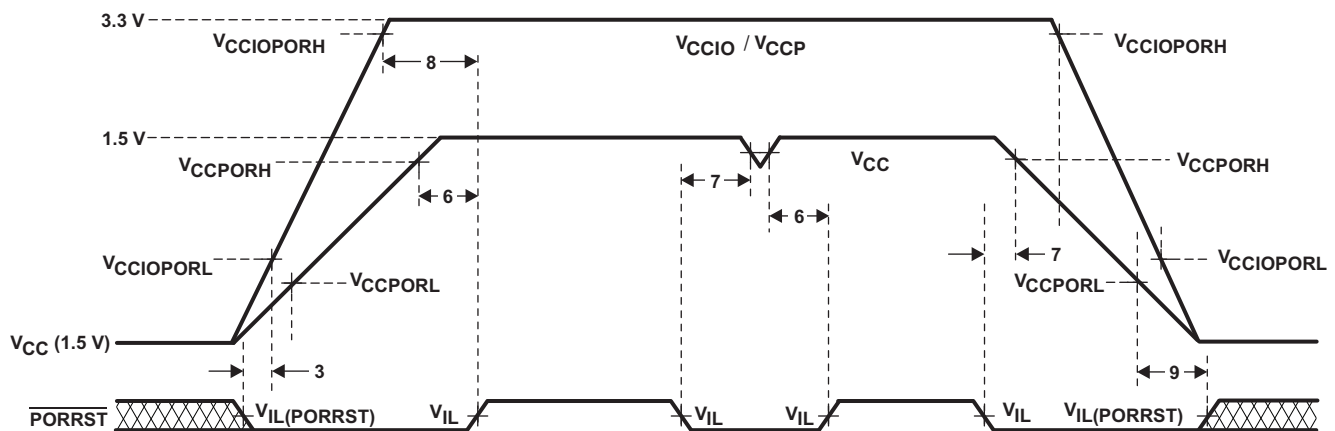 3.3 V
VCCIOPORH
VCCIO / VCCP
VCCIOPORH
8
1.5 V
VCCPORH
VCC
VCCPORH
7
6
6
7
VCCIOPORL
VCCPORL
VCCPORL
VCCIOPORL
VCC (1.5 V)
3
9
PORRST
VIL(PORRST)
VIL
VIL
VIL
VIL
VIL(PORRST)